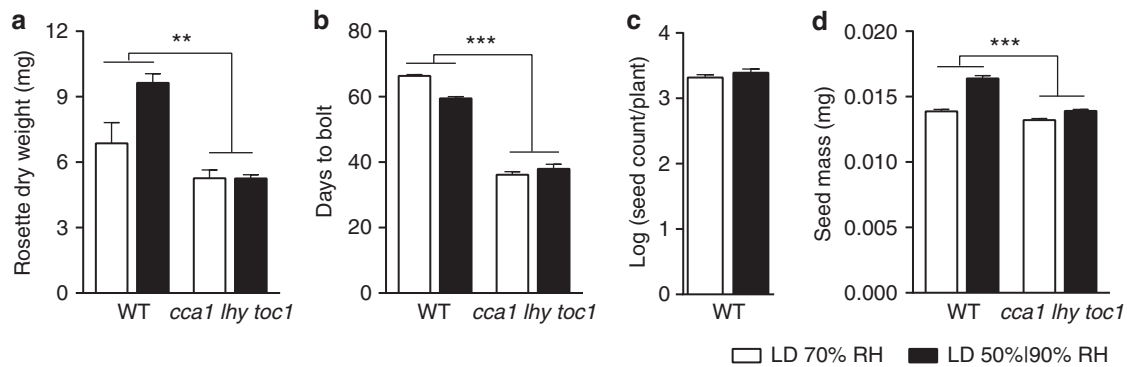 a
Rosette dry weight (mg)
12
9
6
3
0
**
WT
cca1 lhy toc1
b
Days to bolt
80
60
40
20
0
***
WT
cca1 lhy toc1
c
Log (seed count/plant)
4
3
2
1
0
WT
d
Seed mass (mg)
0.020
0.015
0.010
0.005
0.000
***
WT
cca1 lhy toc1
LD 70% RH
LD 50%|90% RH